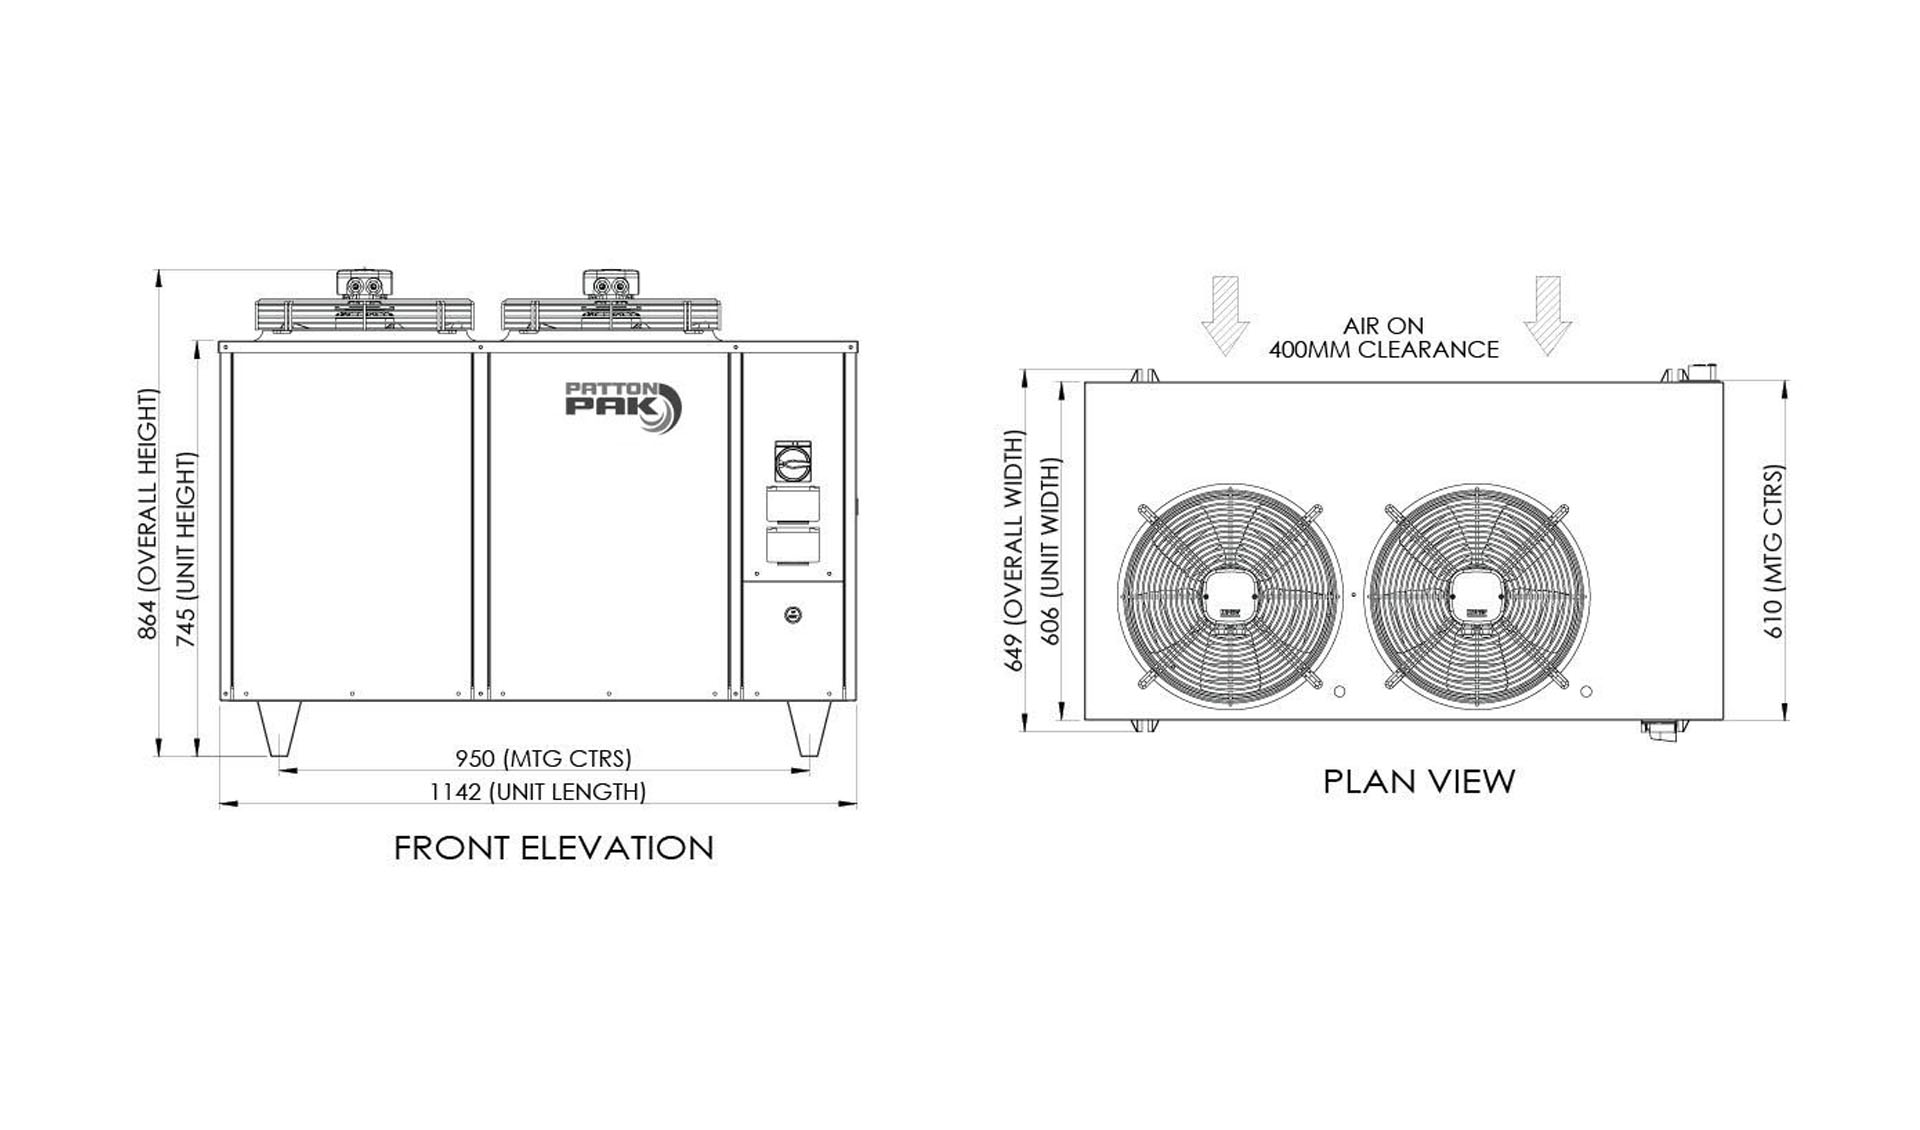 864 (OVERALL HEIGHT)
745 (UNIT HEIGHT)
PATTON
PAK
950 (MTG CTRS)
1142 (UNIT LENGTH)
FRONT ELEVATION
AIR ON
400MM CLEARANCE
649 (OVERALL WIDTH)
606 (UNIT WIDTH)
610 (MTG CTRS)
PLAN VIEW